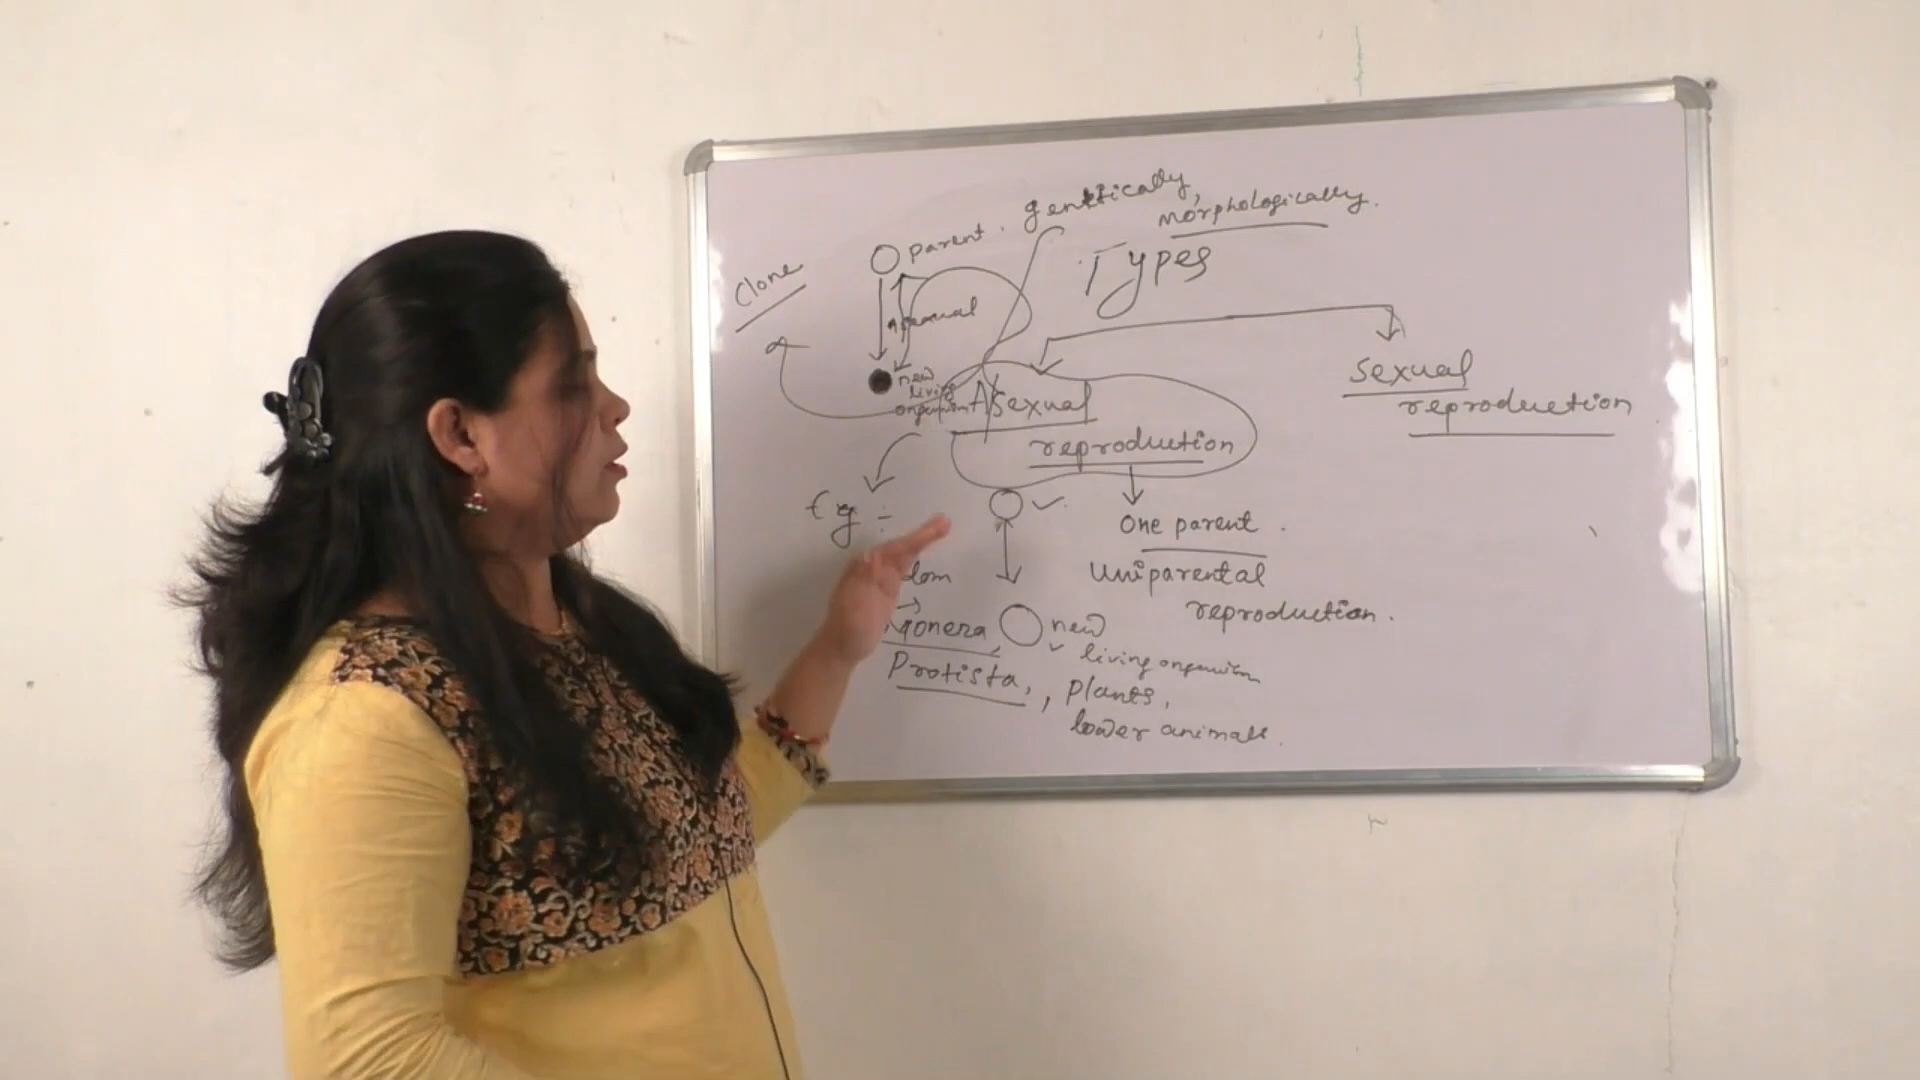 genetically,
morphologically.
parent.
Types
Clone
Asexual
new
living
organism
Asexual
reproduction
sexual
reproduction
Eg :-
One parent.
Uniparental
reproduction.
dom
Monera
new
living organism
Protista, , plants,
lower animals.